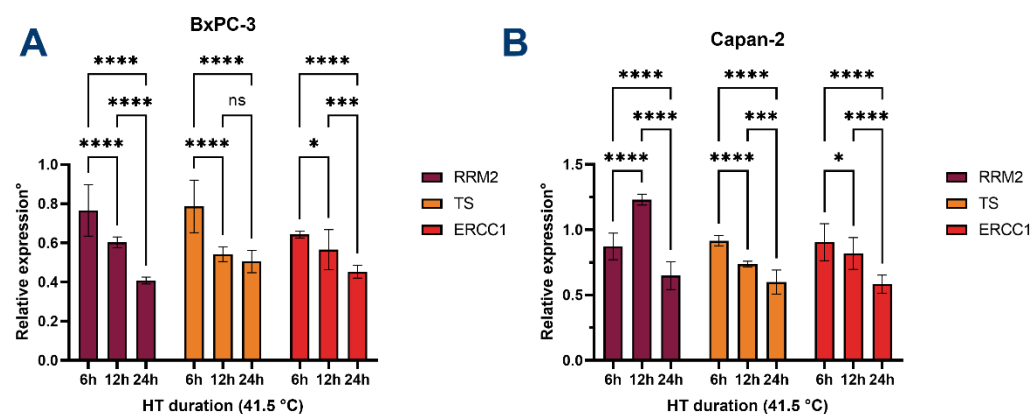 A
BxPC-3
**** **** ****
**** ns ***
**** **** *
Relative expression°
1.0
0.8
0.6
0.4
0.2
0.0
6h 12h 24h 6h 12h 24h 6h 12h 24h
HT duration (41.5 °C)
RRM2
TS
ERCC1
B
Capan-2
**** **** ****
**** *** ****
**** **** *
Relative expression°
1.5
1.0
0.5
0.0
6h 12h 24h 6h 12h 24h 6h 12h 24h
HT duration (41.5 °C)
RRM2
TS
ERCC1